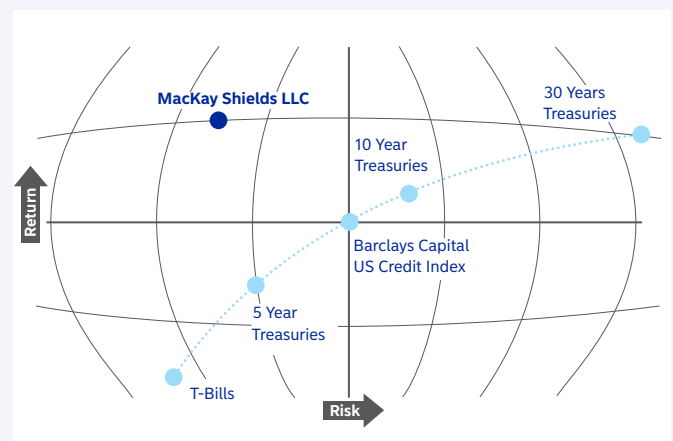 MacKay Shields LLC
30 Years
Treasuries
10 Year
Treasuries
Return
Barclays Capital
US Credit Index
5 Year
Treasuries
T-Bills
Risk